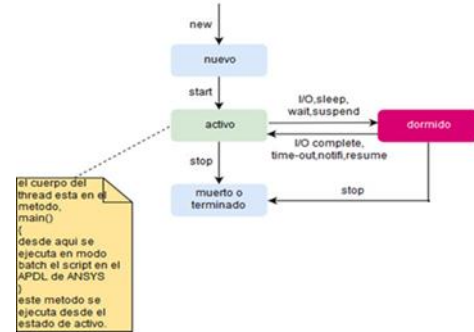 new
nuevo
start
activo
I/O,sleep,
wait,suspend
dormido
I/O complete,
time-out,notifi,resume
stop
stop
muerto o
terminado
el cuerpo del
thread esta en el
metodo,
main()
{
desde aqui se
ejecuta en modo
batch el script en el
APDL de ANSYS
}
este metodo se
ejecuta desde el
estado de activo.